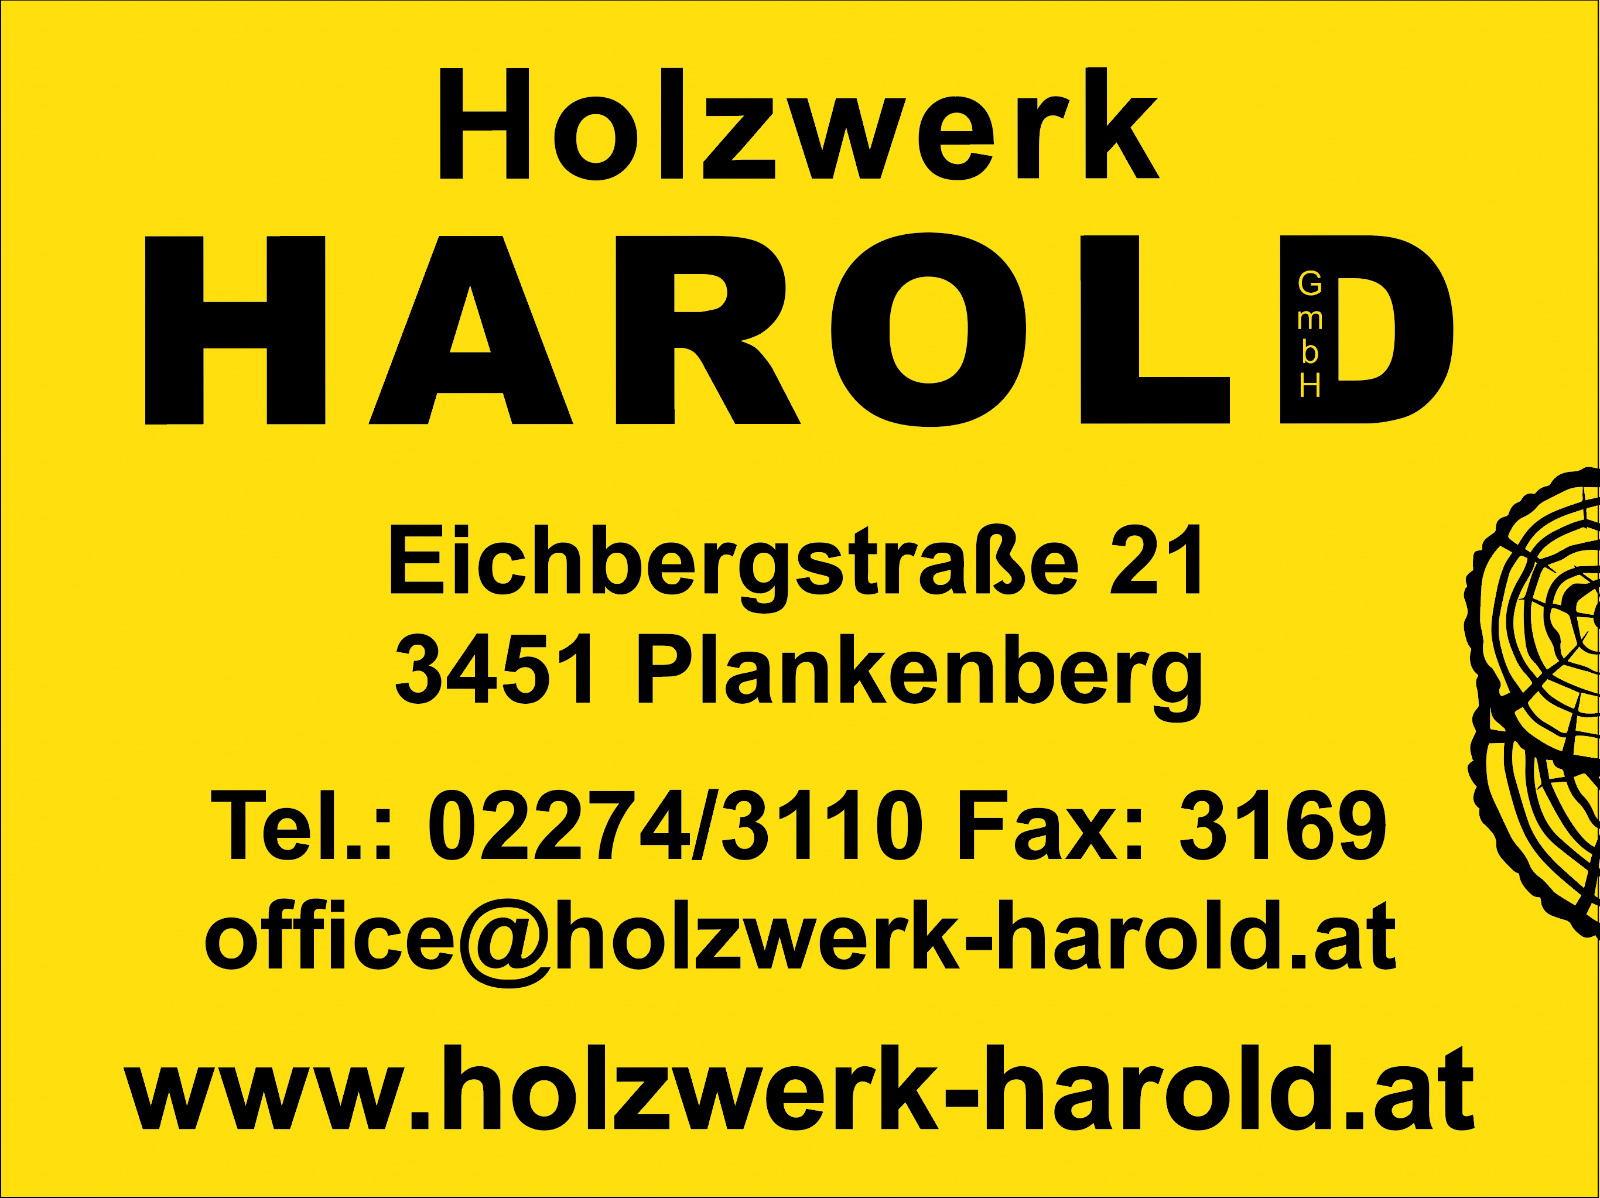 Holzwerk
HAROLD
GmbH
Eichbergstraße 21
3451 Plankenberg
Tel.: 02274/3110 Fax: 3169
office@holzwerk-harold.at
www.holzwerk-harold.at